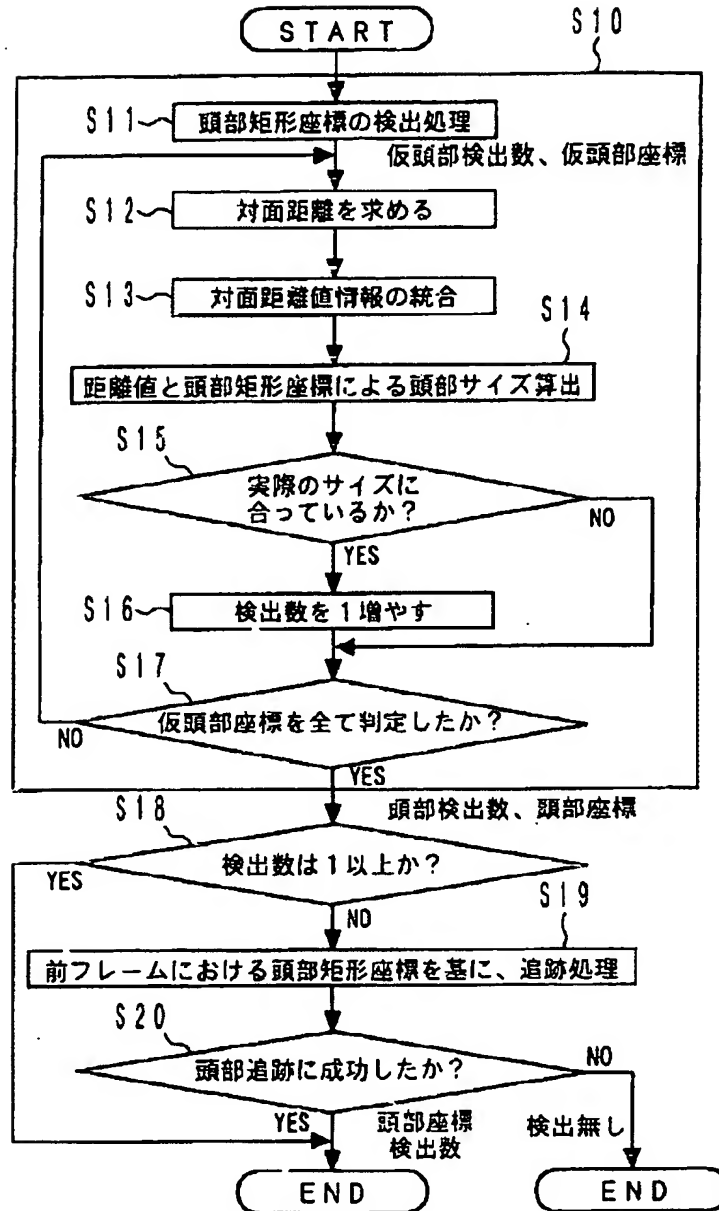 START
S10
S11
頭部矩形座標の検出処理
仮頭部検出数、仮頭部座標
S12
対面距離を求める
S13
対面距離値情報の統合
S14
距離値と頭部矩形座標による頭部サイズ算出
S15
実際のサイズに
合っているか？
NO
YES
S16
検出数を１増やす
S17
仮頭部座標を全て判定したか？
NO
YES
頭部検出数、頭部座標
S18
検出数は１以上か？
YES
NO
S19
前フレームにおける頭部矩形座標を基に、追跡処理
S20
頭部追跡に成功したか？
NO
YES
頭部座標
検出数
検出無し
END
END